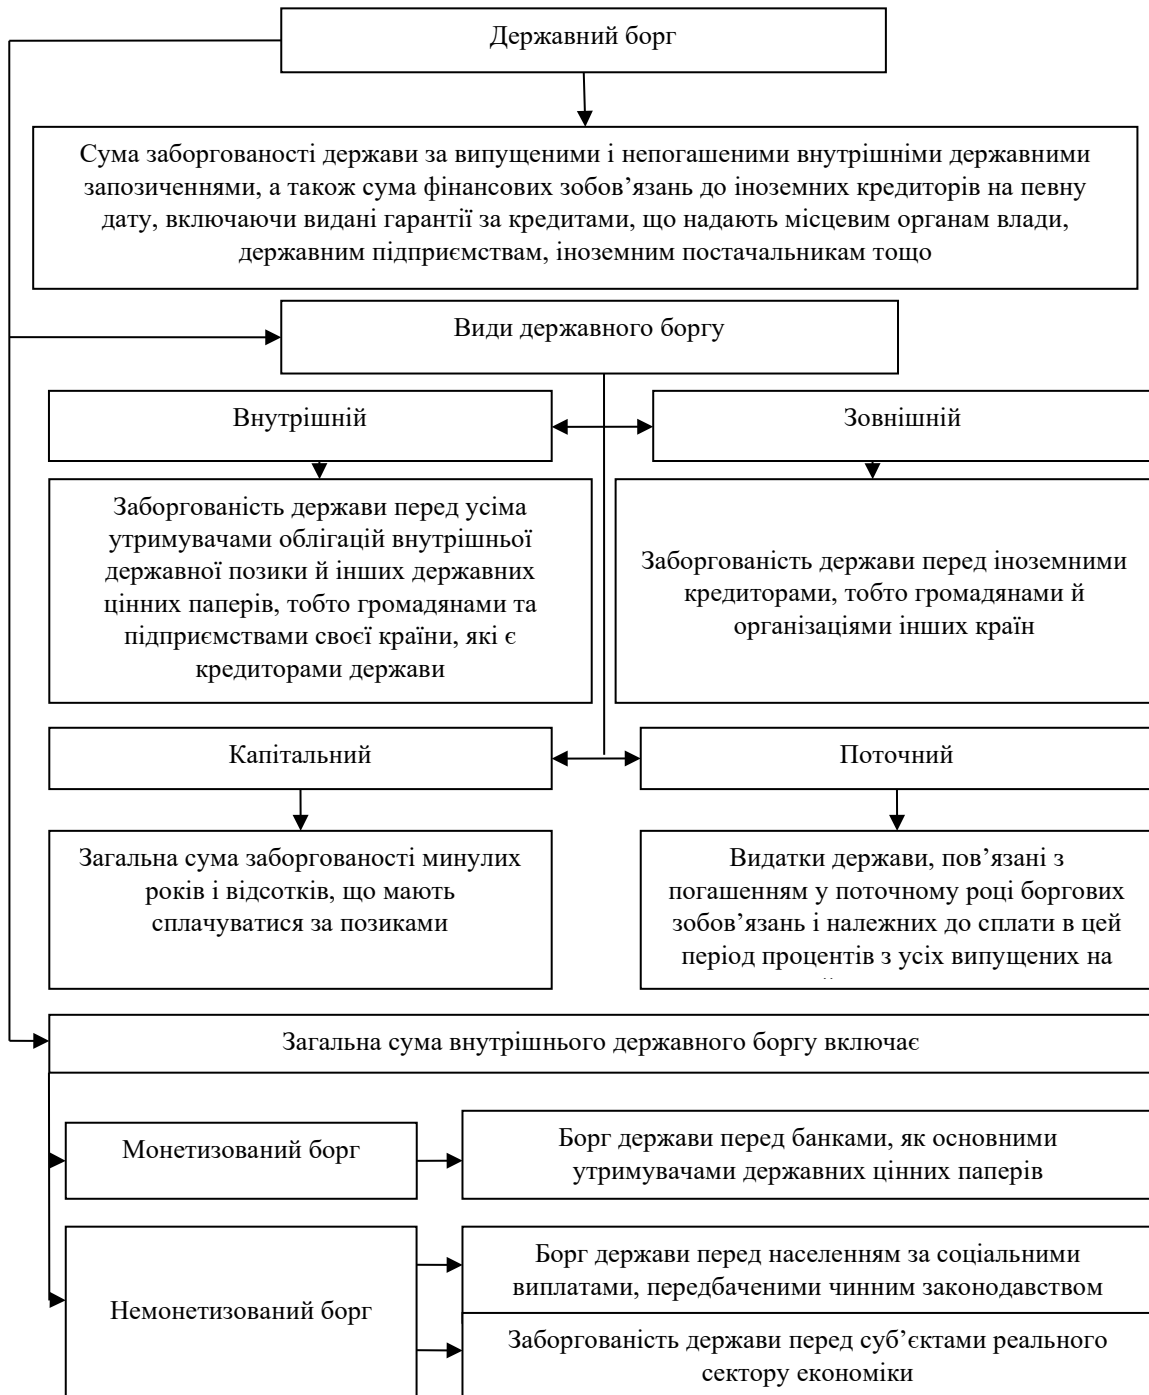 Державний борг
Сума заборгованості держави за випущеними і непогашеними внутрішніми державними
запозиченнями, а також сума фінансових зобов’язань до іноземних кредиторів на певну
дату, включаючи видані гарантії за кредитами, що надають місцевим органам влади,
державним підприємствам, іноземним постачальникам тощо
Види державного боргу
Внутрішній
Зовнішній
Заборгованість держави перед усіма
утримувачами облігацій внутрішньої
державної позики й інших державних
цінних паперів, тобто громадянами та
підприємствами своєї країни, які є
кредиторами держави
Заборгованість держави перед іноземними
кредиторами, тобто громадянами й
організаціями інших країн
Капітальний
Поточний
Загальна сума заборгованості минулих
років і відсотків, що мають
сплачуватися за позиками
Видатки держави, пов’язані з
погашенням у поточному році боргових
зобов’язань і належних до сплати в цей
період процентів з усіх випущених на
Загальна сума внутрішнього державного боргу включає
Монетизований борг
Борг держави перед банками, як основними
утримувачами державних цінних паперів
Немонетизований борг
Борг держави перед населенням за соціальними
виплатами, передбаченими чинним законодавством
Заборгованість держави перед суб’єктами реального
сектору економіки